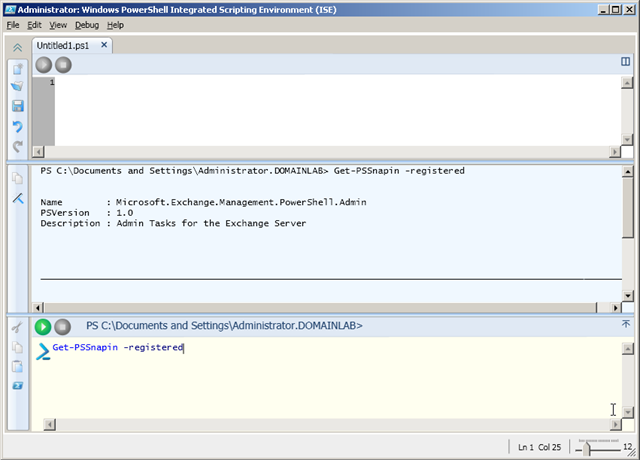 Administrator: Windows PowerShell Integrated Scripting Environment (ISE)
File Edit View Debug Help
Untitled1.ps1
1
PS C:\Documents and Settings\Administrator.DOMAINLAB> Get-PSSnapin -registered
Name : Microsoft.Exchange.Management.PowerShell.Admin
PSVersion : 1.0
Description : Admin Tasks for the Exchange Server
PS C:\Documents and Settings\Administrator.DOMAINLAB>
Get-PSSnapin -registered
Ln 1 Col 25 12